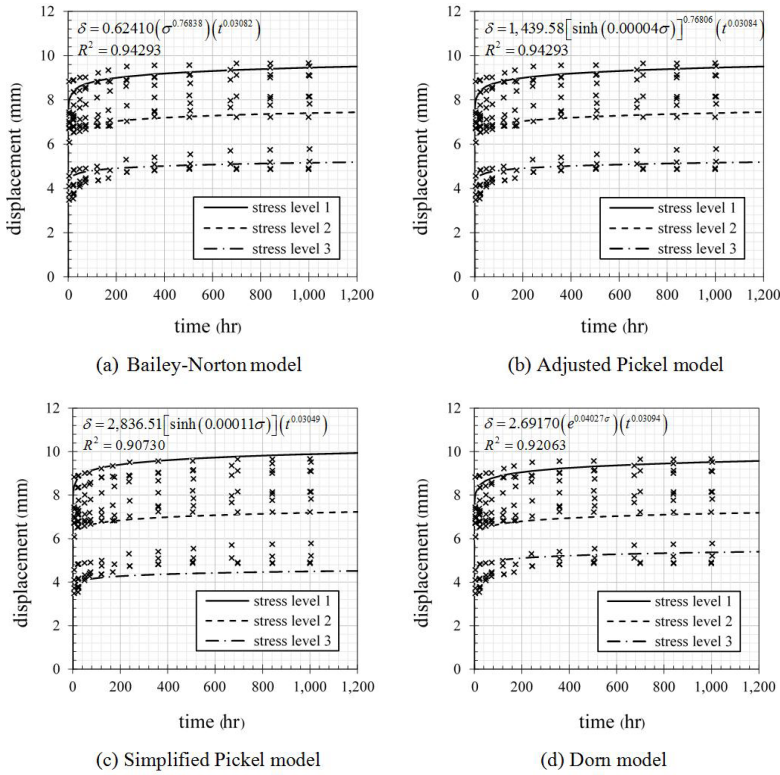 δ = 0.62410(σ^0.76838)(t^0.03082)
R² = 0.94293
displacement (mm)
12
10
8
6
4
2
0
stress level 1
stress level 2
stress level 3
0 200 400 600 800 1,000 1,200
time (hr)
(a) Bailey-Norton model
δ = 1,439.58[sinh(0.00004σ)]^0.76806 (t^0.03084)
R² = 0.94293
displacement (mm)
12
10
8
6
4
2
0
stress level 1
stress level 2
stress level 3
0 200 400 600 800 1,000 1,200
time (hr)
(b) Adjusted Pickel model
δ = 2,836.51[sinh(0.00011σ)](t^0.03049)
R² = 0.90730
displacement (mm)
12
10
8
6
4
2
0
stress level 1
stress level 2
stress level 3
0 200 400 600 800 1,000 1,200
time (hr)
(c) Simplified Pickel model
δ = 2.69170(e^0.04027σ)(t^0.03094)
R² = 0.92063
displacement (mm)
12
10
8
6
4
2
0
stress level 1
stress level 2
stress level 3
0 200 400 600 800 1,000 1,200
time (hr)
(d) Dorn model